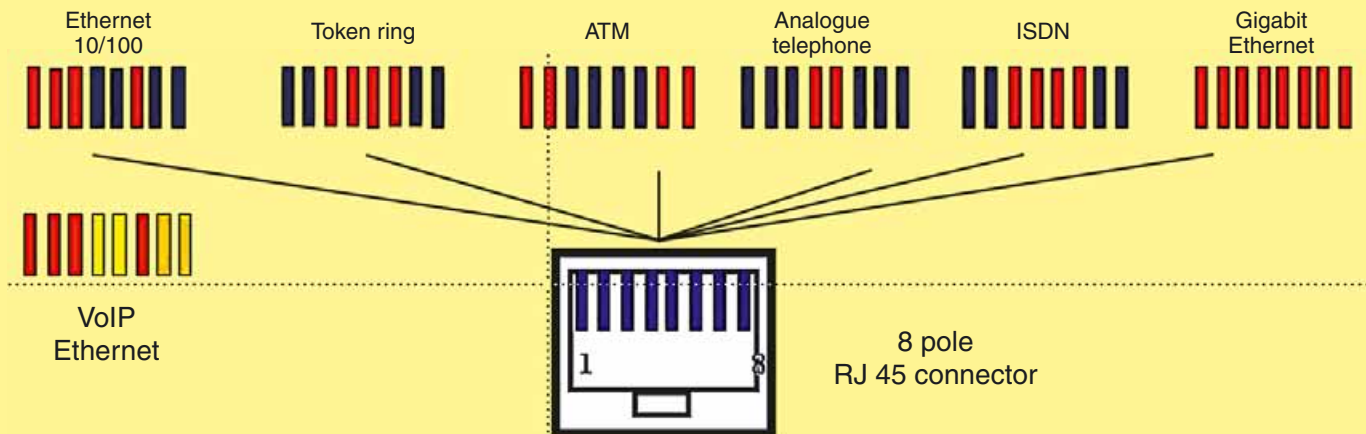 Ethernet
10/100
Token ring
ATM
Analogue
telephone
ISDN
Gigabit
Ethernet
VoIP
Ethernet
1
8
8 pole
RJ 45 connector